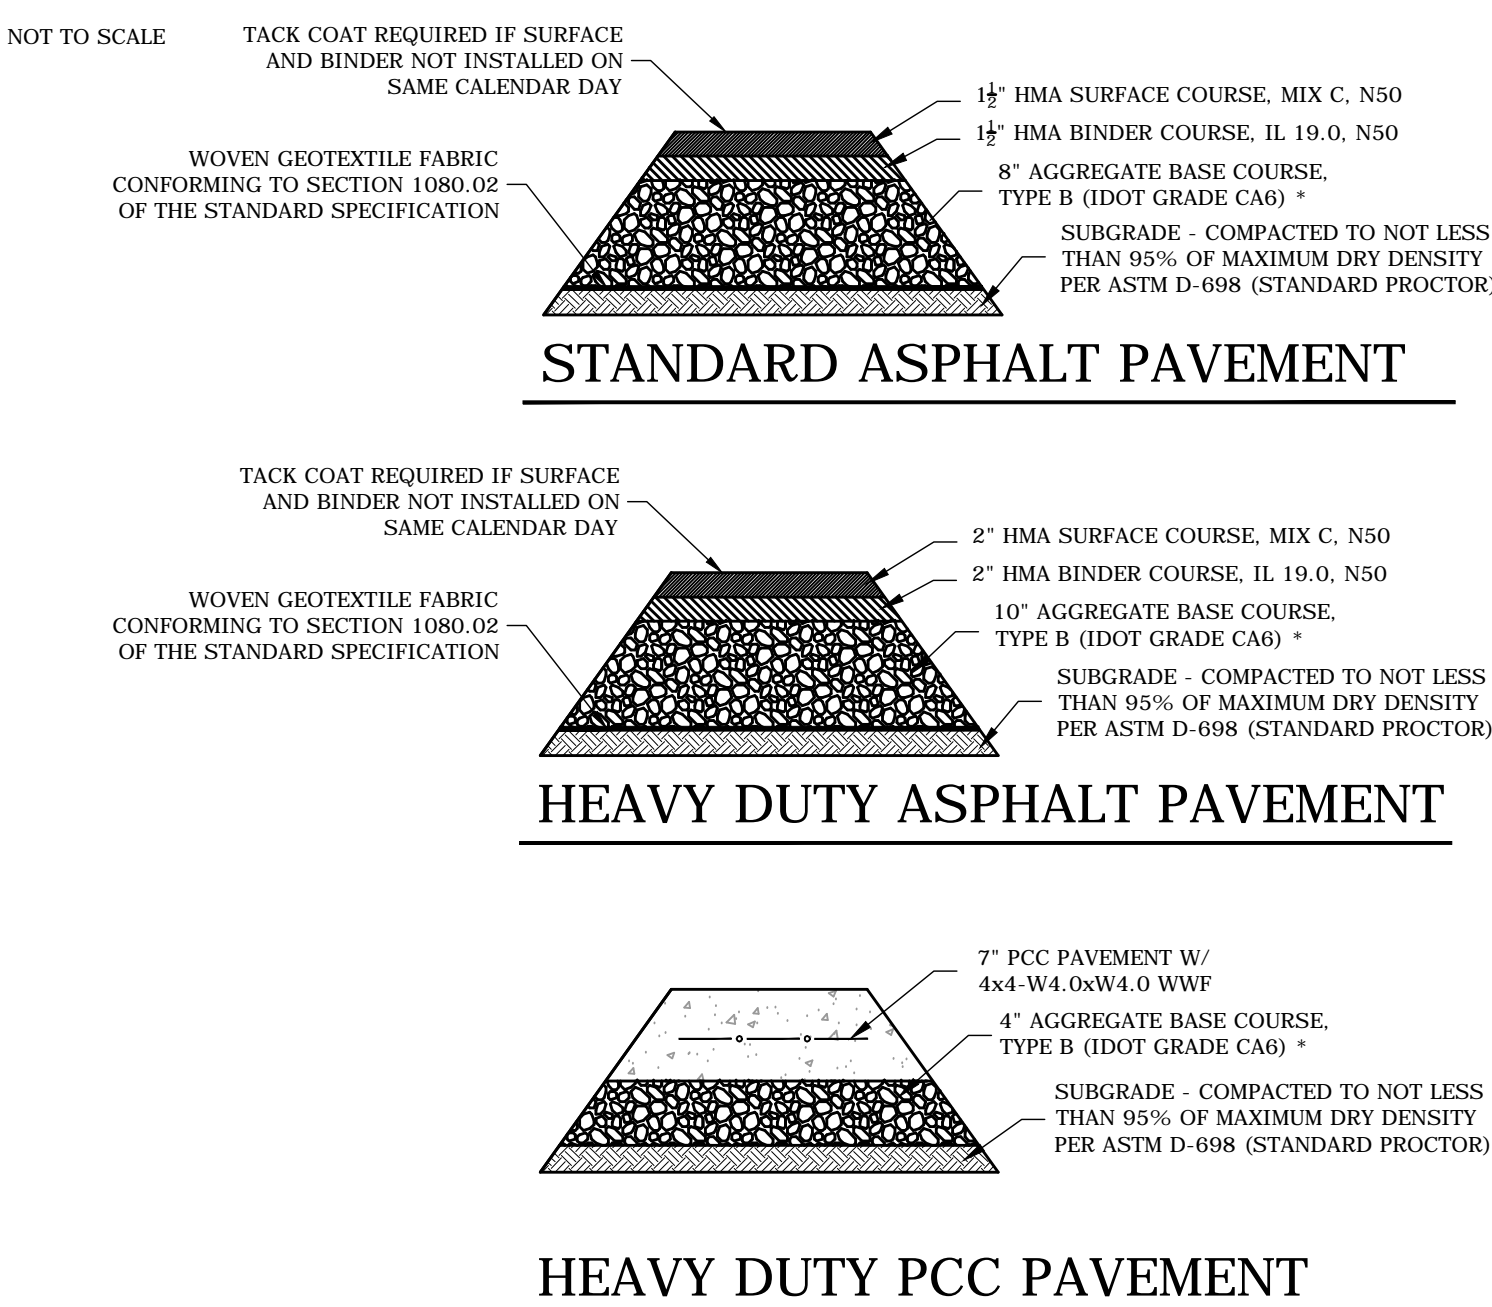 NOT TO SCALE
TACK COAT REQUIRED IF SURFACE
AND BINDER NOT INSTALLED ON
SAME CALENDAR DAY
WOVEN GEOTEXTILE FABRIC
CONFORMING TO SECTION 1080.02
OF THE STANDARD SPECIFICATION
1½" HMA SURFACE COURSE, MIX C, N50
1½" HMA BINDER COURSE, IL 19.0, N50
8" AGGREGATE BASE COURSE,
TYPE B (IDOT GRADE CA6) *
SUBGRADE - COMPACTED TO NOT LESS
THAN 95% OF MAXIMUM DRY DENSITY
PER ASTM D-698 (STANDARD PROCTOR)
STANDARD ASPHALT PAVEMENT
TACK COAT REQUIRED IF SURFACE
AND BINDER NOT INSTALLED ON
SAME CALENDAR DAY
WOVEN GEOTEXTILE FABRIC
CONFORMING TO SECTION 1080.02
OF THE STANDARD SPECIFICATION
2" HMA SURFACE COURSE, MIX C, N50
2" HMA BINDER COURSE, IL 19.0, N50
10" AGGREGATE BASE COURSE,
TYPE B (IDOT GRADE CA6) *
SUBGRADE - COMPACTED TO NOT LESS
THAN 95% OF MAXIMUM DRY DENSITY
PER ASTM D-698 (STANDARD PROCTOR)
HEAVY DUTY ASPHALT PAVEMENT
7" PCC PAVEMENT W/
4x4-W4.0xW4.0 WWF
4" AGGREGATE BASE COURSE,
TYPE B (IDOT GRADE CA6) *
SUBGRADE - COMPACTED TO NOT LESS
THAN 95% OF MAXIMUM DRY DENSITY
PER ASTM D-698 (STANDARD PROCTOR)
HEAVY DUTY PCC PAVEMENT